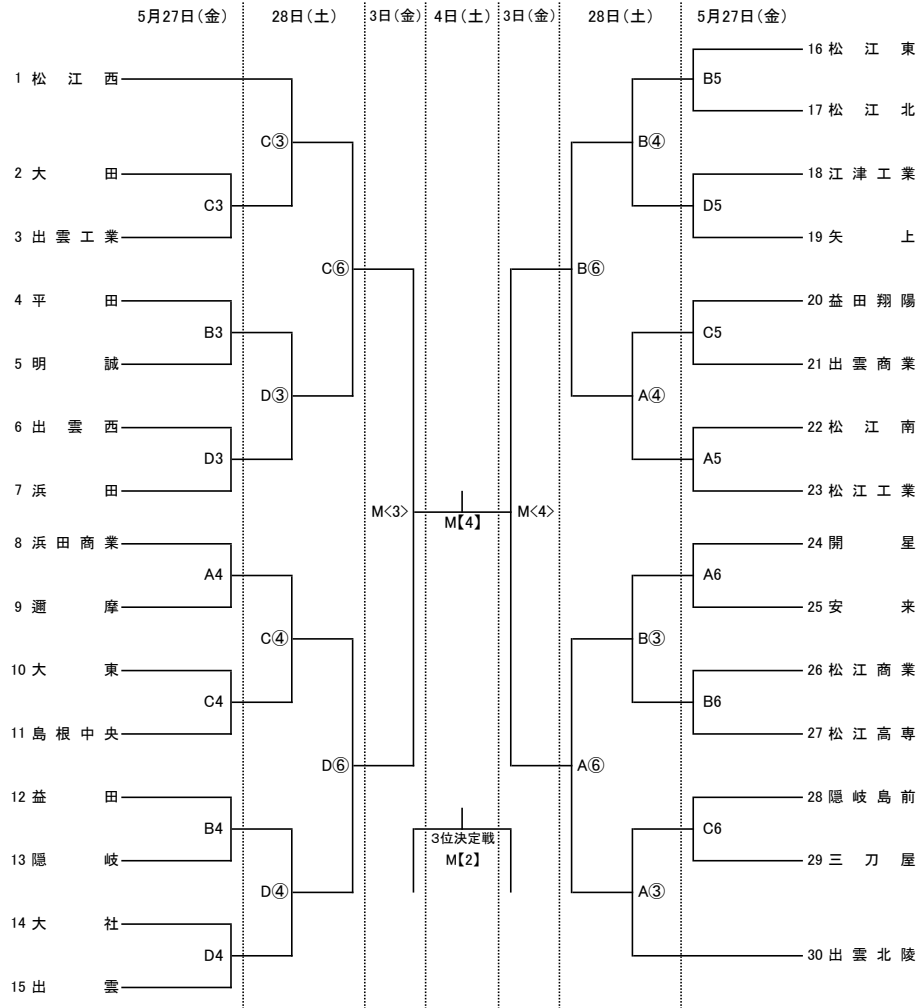 5月27日(金) 28日(土) 3日(金) 4日(土) 3日(金) 28日(土) 5月27日(金)
1 松江西
2 大田
3 出雲工業
4 平田
5 明誠
6 出雲西
7 浜田
8 浜田商業
9 邇摩
10 大東
11 島根中央
12 益田
13 隠岐
14 大社
15 出雲
C3
B3
D3
A4
C4
B4
D4
C③
D③
C④
D④
C⑥
D⑥
M<3>
M【4】
3位決定戦
M【2】
M<4>
B⑥
A⑥
B④
A④
B③
A③
B5
D5
C5
A5
A6
B6
C6
16 松江東
17 松江北
18 江津工業
19 矢上
20 益田翔陽
21 出雲商業
22 松江南
23 松江工業
24 開星
25 安来
26 松江商業
27 松江高専
28 隠岐島前
29 三刀屋
30 出雲北陵